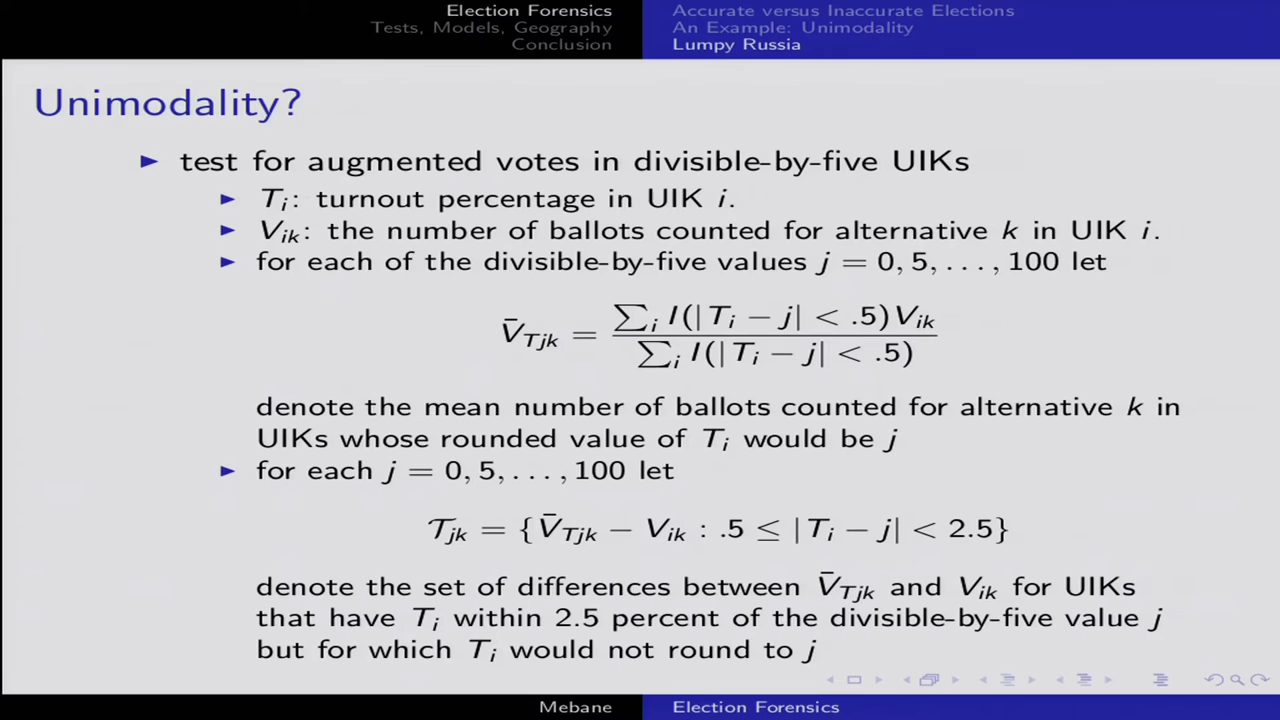 Election Forensics
Tests, Models, Geography
Conclusion
Accurate versus Inaccurate Elections
An Example: Unimodality
Lumpy Russia
Unimodality?
test for augmented votes in divisible-by-five UIKs
T_i: turnout percentage in UIK i.
V_ik: the number of ballots counted for alternative k in UIK i.
for each of the divisible-by-five values j = 0, 5, . . . , 100 let
V̄_Tjk = ∑_i I(|T_i − j| < .5)V_ik / ∑_i I(|T_i − j| < .5)
denote the mean number of ballots counted for alternative k in
UIKs whose rounded value of T_i would be j
for each j = 0, 5, . . . , 100 let
𝒯_jk = {V̄_Tjk − V_ik : .5 ≤ |T_i − j| < 2.5}
denote the set of differences between V̄_Tjk and V_ik for UIKs
that have T_i within 2.5 percent of the divisible-by-five value j
but for which T_i would not round to j
Mebane
Election Forensics